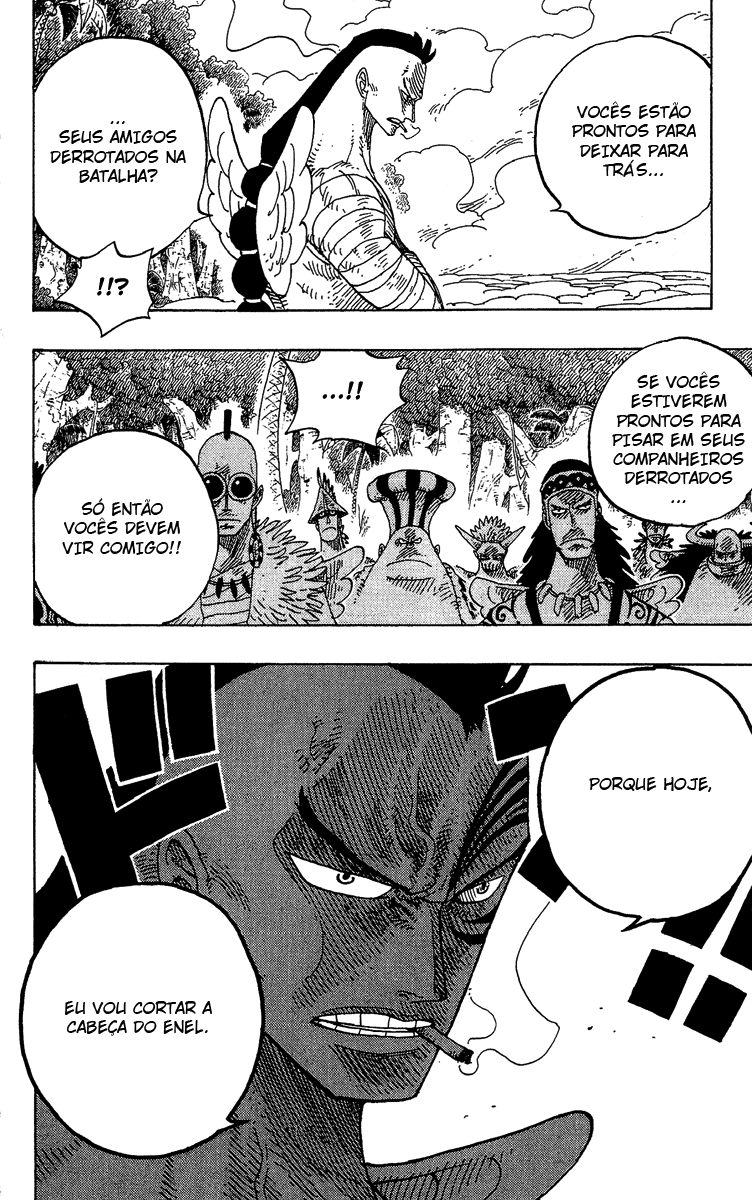 VOCÊS ESTÃO
PRONTOS PARA
DEIXAR PARA
TRÁS...
...
SEUS AMIGOS
DERROTADOS NA
BATALHA?
!!?
SE VOCÊS
ESTIVEREM
PRONTOS PARA
PISAR EM SEUS
COMPANHEIROS
DERROTADOS
...
...!!
SÓ ENTÃO
VOCÊS DEVEM
VIR COMIGO!!
PORQUE HOJE,
EU VOU CORTAR A
CABEÇA DO ENEL.